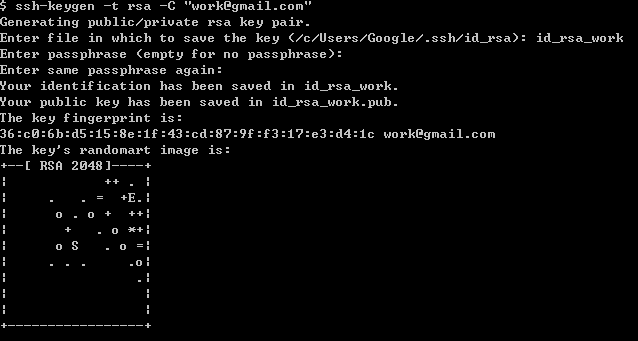 $ ssh-keygen -t rsa -C "work@gmail.com"
Generating public/private rsa key pair.
Enter file in which to save the key (/c/Users/Google/.ssh/id_rsa): id_rsa_work
Enter passphrase (empty for no passphrase):
Enter same passphrase again:
Your identification has been saved in id_rsa_work.
Your public key has been saved in id_rsa_work.pub.
The key fingerprint is:
36:c0:6b:d5:15:8e:1f:43:cd:87:9f:f3:17:e3:d4:1c work@gmail.com
The key's randomart image is:
+--[ RSA 2048]----+
¦            ++ . ¦
¦     .   . =  +E.¦
¦      o . o +  ++¦
¦       +   . o *+¦
¦      o S   . o =¦
¦     . . .     .o¦
¦                .¦
¦                 ¦
¦                 ¦
+-----------------+